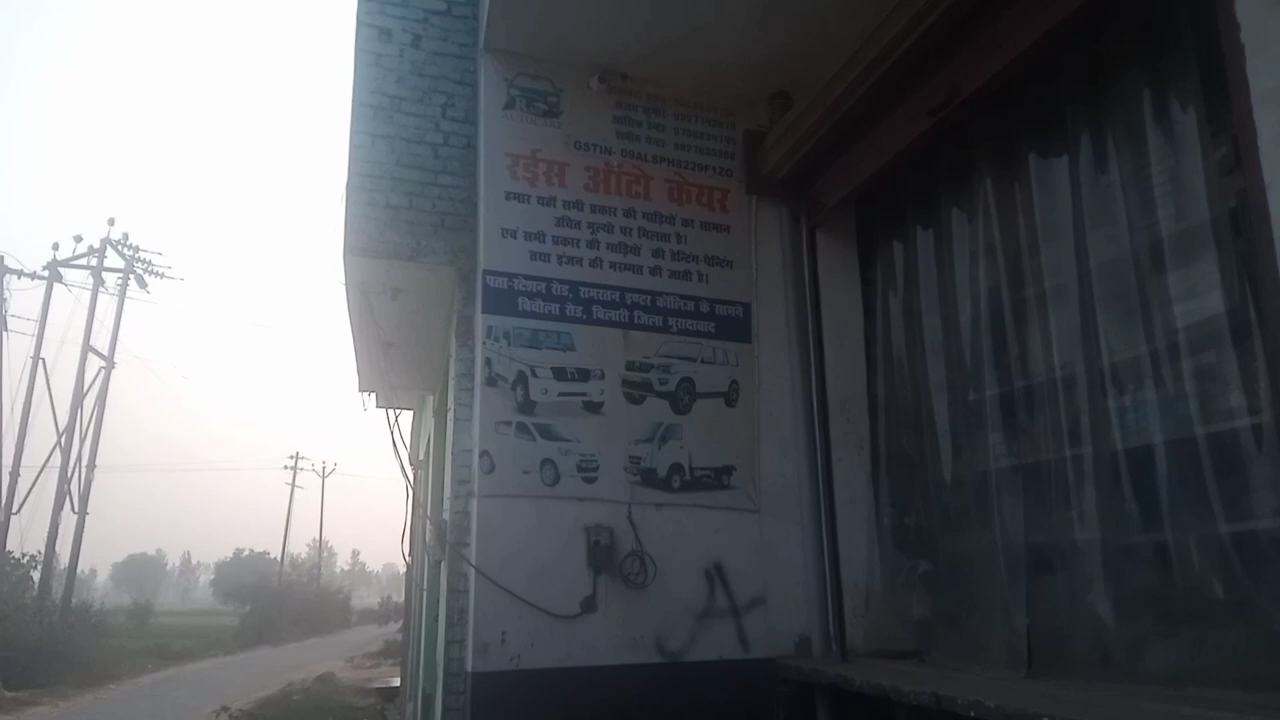 AUTOCARE
GSTIN- 09ALSPH8229F1ZO
रईस ऑटो केयर
हमार यहाँ सभी प्रकार की गाड़ियों का सामान
उचित मूल्यो पर मिलता है।
एवं सभी प्रकार की गाड़ियों की डेन्टिंग-पेन्टिंग
तथा इंजन की मरम्मत की जाती है।
पता-स्टेशन रोड, रामरतन इण्टर कॉलिज के सामने
बिचौला रोड, बिलारी जिला मुरादाबाद
A